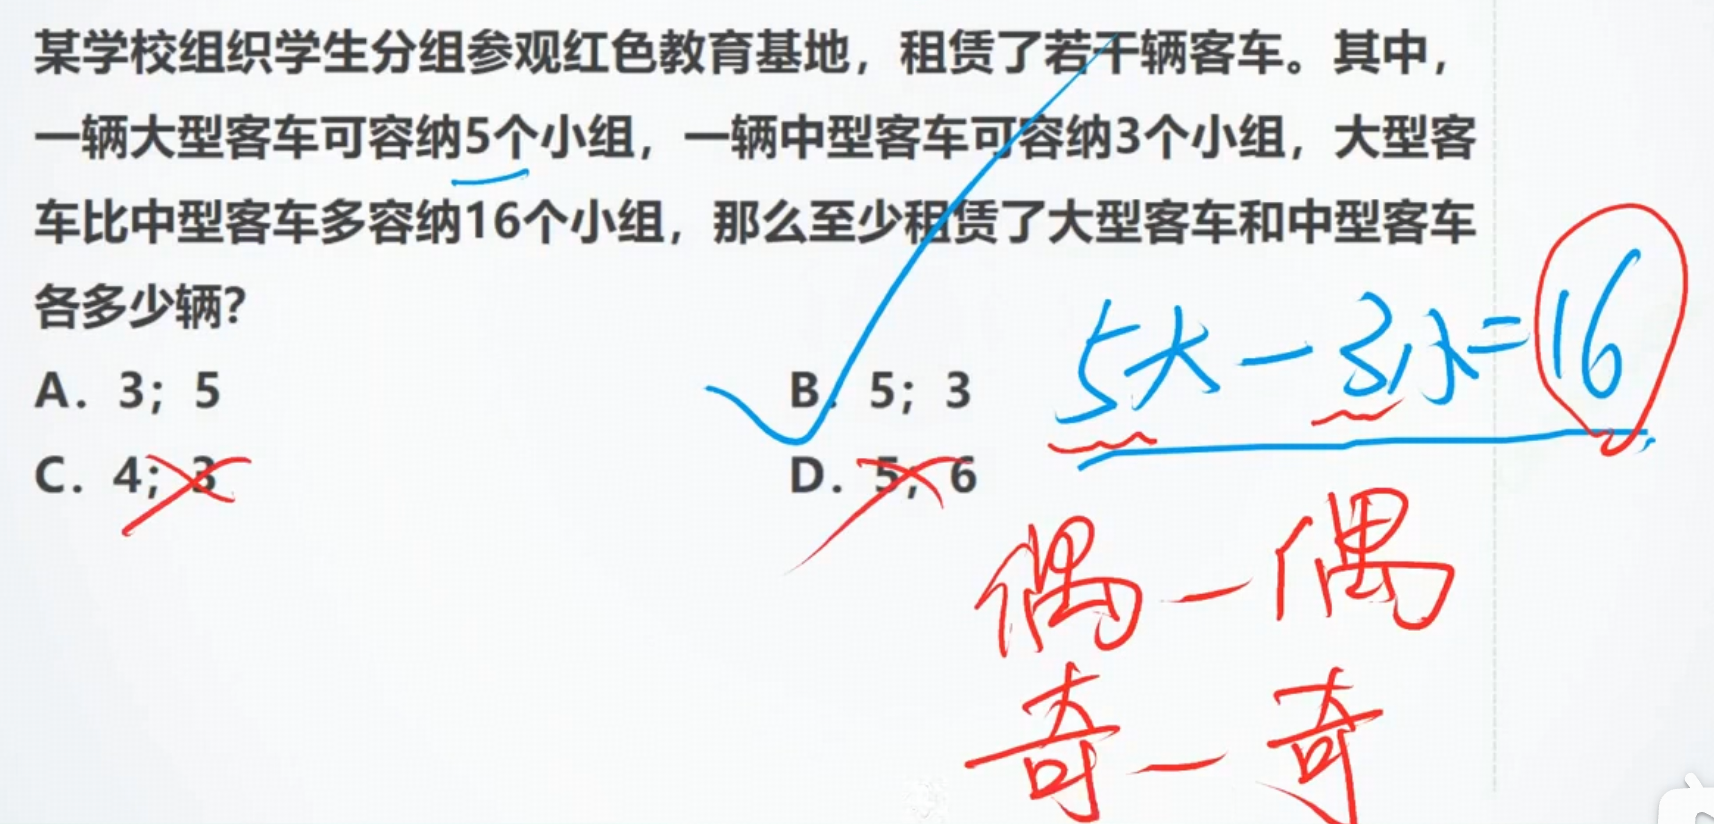 某学校组织学生分组参观红色教育基地，租赁了若干辆客车。其中，
一辆大型客车可容纳5个小组，一辆中型客车可容纳3个小组，大型客
车比中型客车多容纳16个小组，那么至少租赁了大型客车和中型客车
各多少辆？
A. 3；5
B. 5；3
C. 4；3
D. 5；6
5大-3小=16
偶-偶
奇-奇